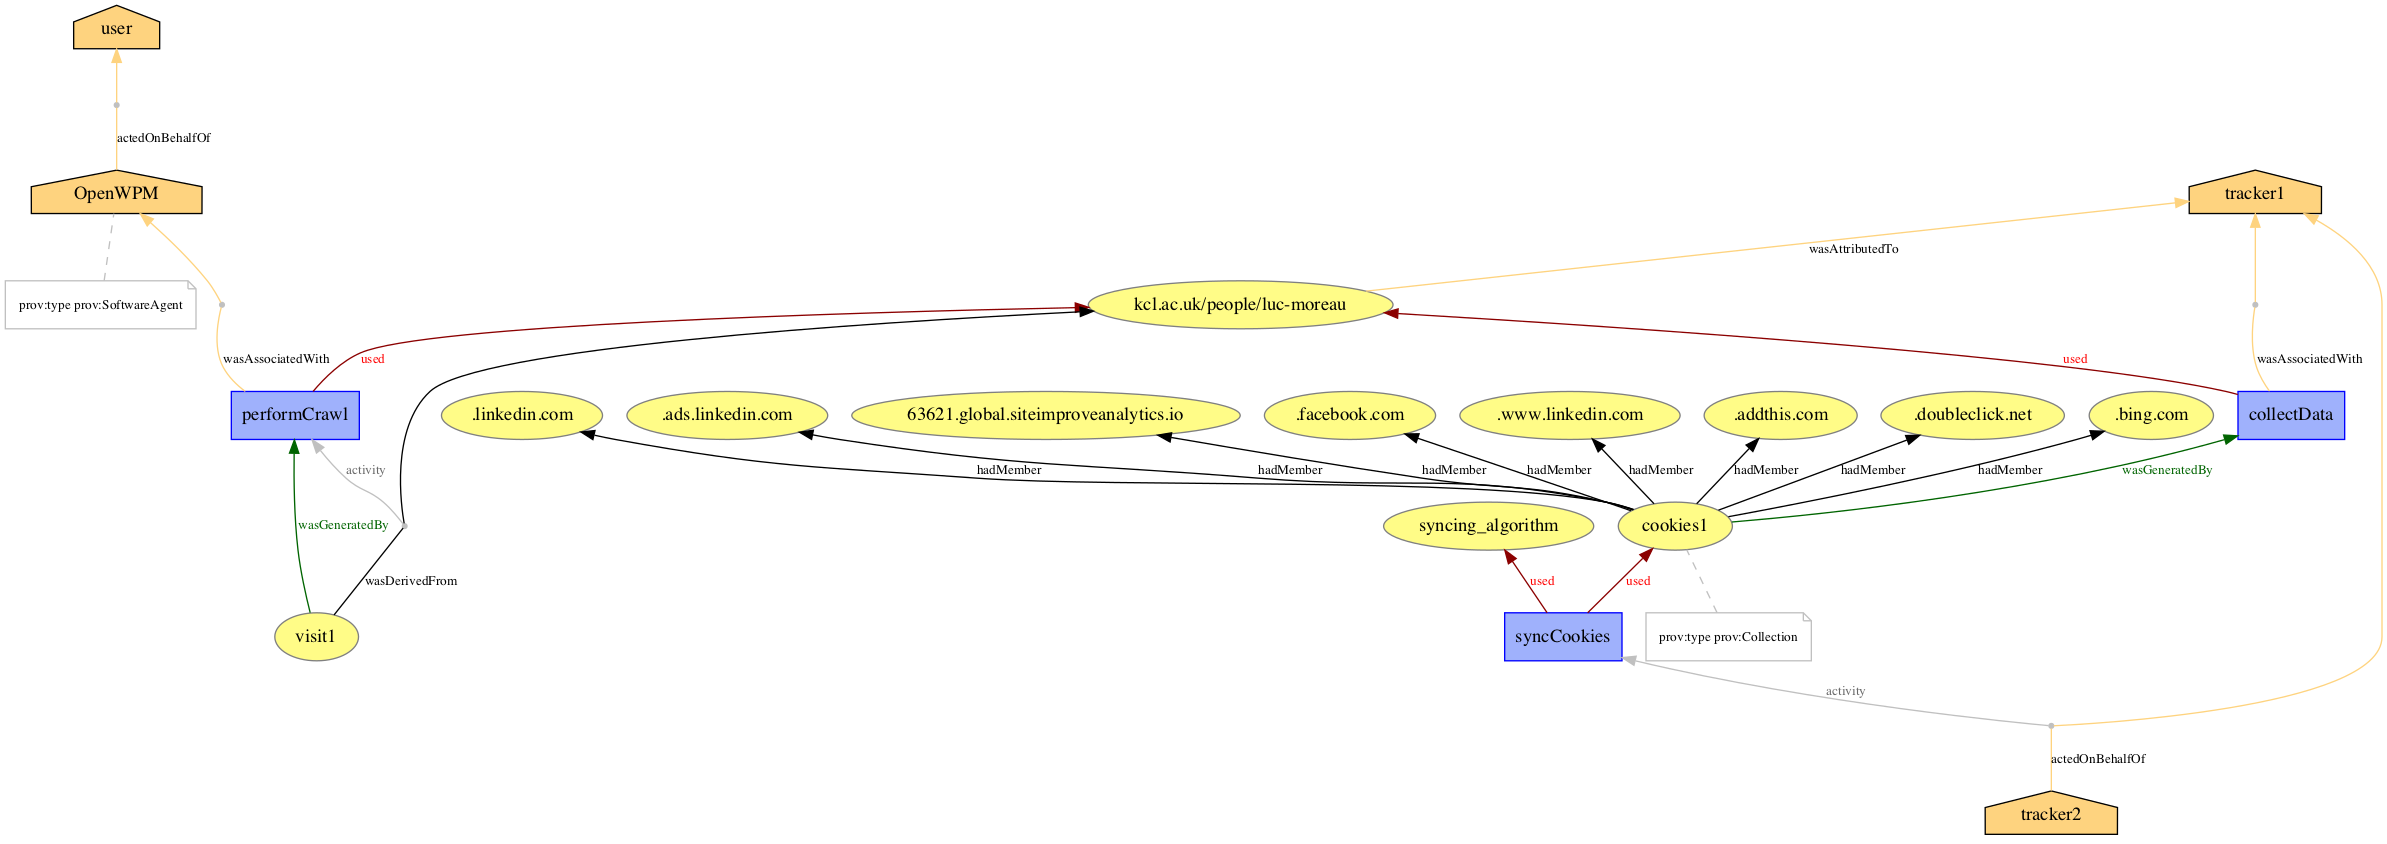 user
actedOnBehalfOf
OpenWPM
tracker1
wasAttributedTo
prov:type prov:SoftwareAgent
kcl.ac.uk/people/luc-moreau
wasAssociatedWith
used
used
wasAssociatedWith
performCrawl
.linkedin.com
.ads.linkedin.com
63621.global.siteimproveanalytics.io
.facebook.com
.www.linkedin.com
.addthis.com
.doubleclick.net
.bing.com
collectData
activity
hadMember
hadMember
hadMember
hadMember
hadMember
hadMember
hadMember
hadMember
wasGeneratedBy
wasGeneratedBy
syncing_algorithm
cookies1
wasDerivedFrom
used
used
visit1
syncCookies
prov:type prov:Collection
activity
actedOnBehalfOf
tracker2